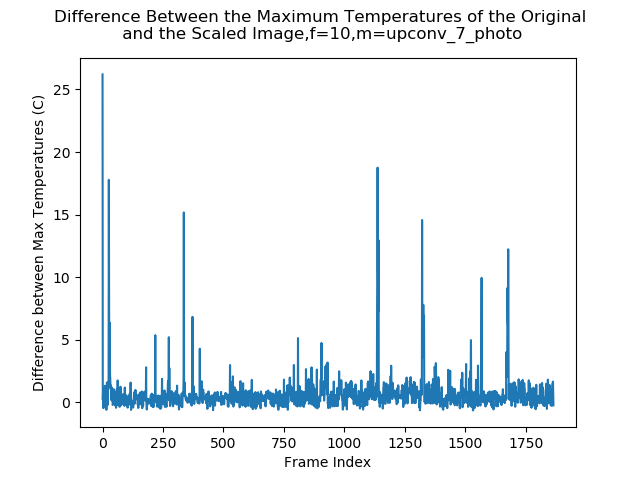 Difference Between the Maximum Temperatures of the Original
and the Scaled Image,f=10,m=upconv_7_photo
Difference between Max Temperatures (C)
25
20
15
10
5
0
0 250 500 750 1000 1250 1500 1750
Frame Index